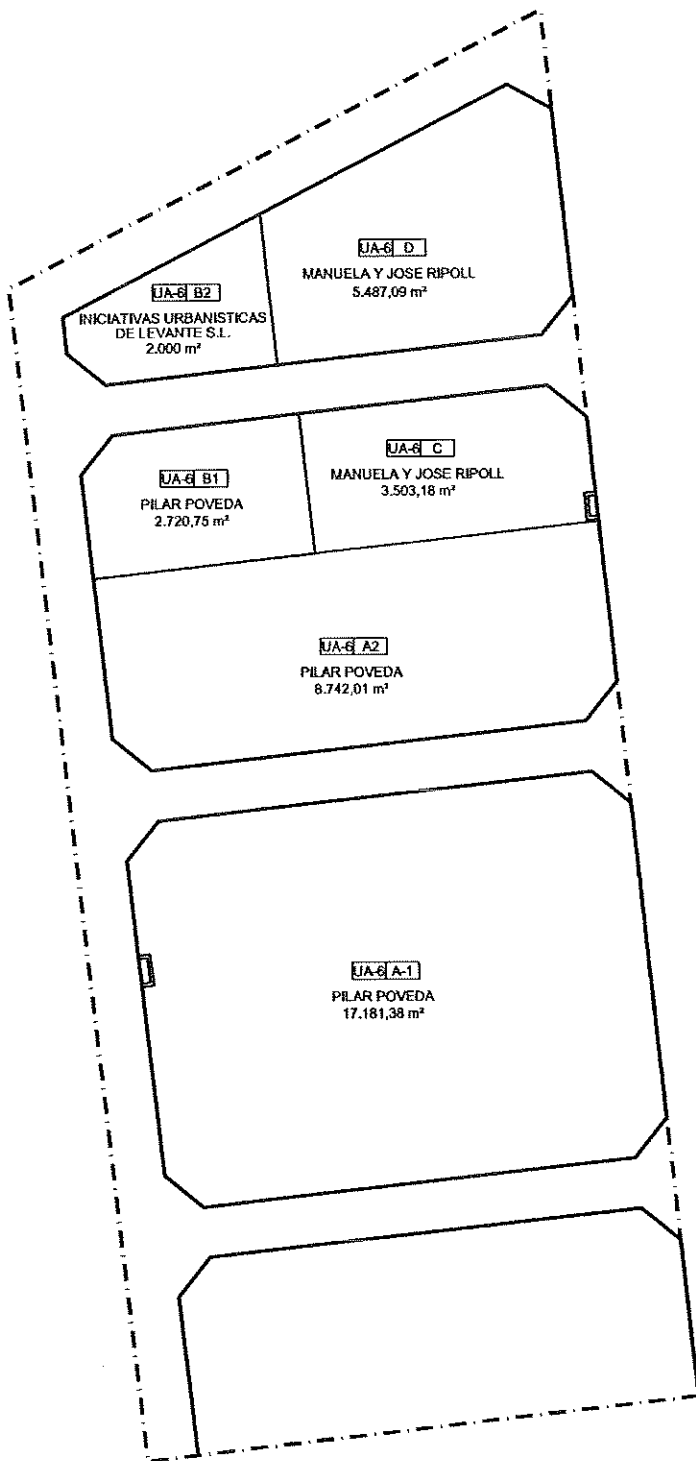 UA-6 D
MANUELA Y JOSE RIPOLL
5.487,09 m²
UA-6 B2
INICIATIVAS URBANISTICAS
DE LEVANTE S.L.
2.000 m²
UA-6 C
MANUELA Y JOSE RIPOLL
3.503,18 m²
UA-6 B1
PILAR POVEDA
2.720,75 m²
UA-6 A2
PILAR POVEDA
8.742,01 m²
UA-6 A-1
PILAR POVEDA
17.181,38 m²